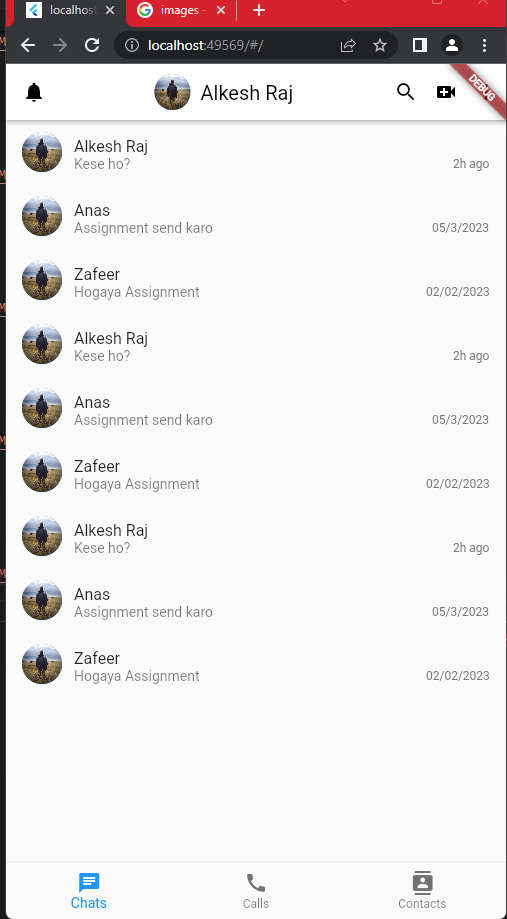 localhost
images -
localhost:49569/#/
Alkesh Raj
DEBUG
Alkesh Raj
Kese ho?
2h ago
Anas
Assignment send karo
05/3/2023
Zafeer
Hogaya Assignment
02/02/2023
Alkesh Raj
Kese ho?
2h ago
Anas
Assignment send karo
05/3/2023
Zafeer
Hogaya Assignment
02/02/2023
Alkesh Raj
Kese ho?
2h ago
Anas
Assignment send karo
05/3/2023
Zafeer
Hogaya Assignment
02/02/2023
Chats
Calls
Contacts